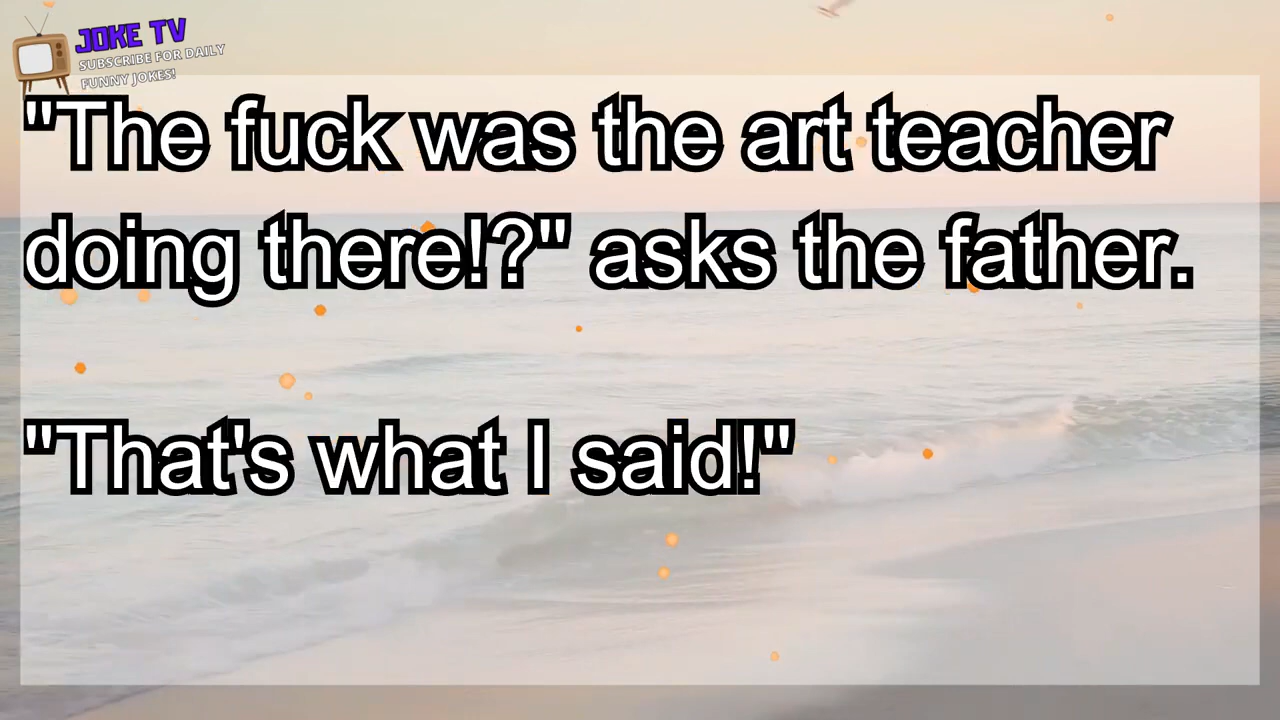 JOKE TV
SUBSCRIBE FOR DAILY
FUNNY JOKES!
"The fuck was the art teacher
doing there!?" asks the father.
"That's what I said!"